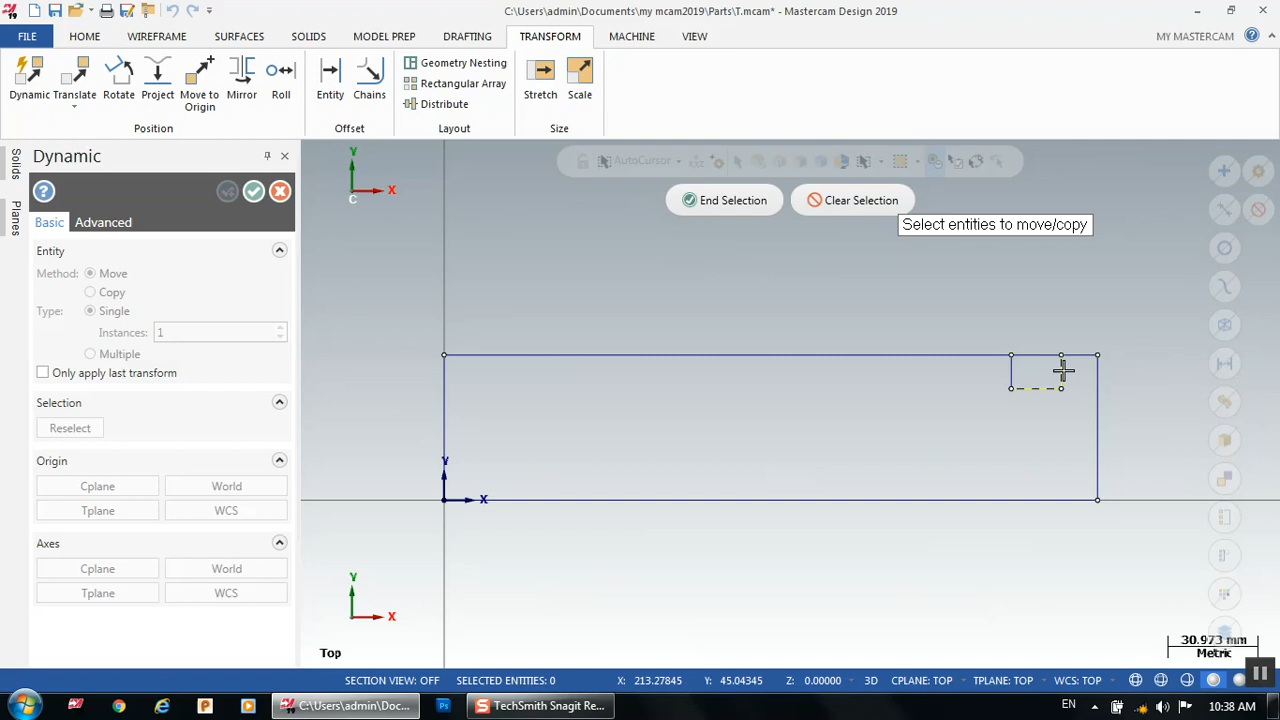 19
C:\Users\admin\Documents\my mcam2019\Parts\T.mcam* - Mastercam Design 2019
FILE HOME WIREFRAME SURFACES SOLIDS MODEL PREP DRAFTING TRANSFORM MACHINE VIEW MY MASTERCAM
Dynamic Translate Rotate Project Move to Origin Mirror Roll
Position
Entity Chains
Offset
Geometry Nesting
Rectangular Array
Distribute
Layout
Stretch Scale
Size
Solids
Planes
Dynamic
Basic Advanced
Entity
Method: Move
Copy
Type: Single
Instances: 1
Multiple
Only apply last transform
Selection
Reselect
Origin
Cplane World
Tplane WCS
Axes
Cplane World
Tplane WCS
AutoCursor
End Selection Clear Selection
Select entities to move/copy
Y
X
C
Y
X
Y
X
Top
30.973 mm
Metric
SECTION VIEW: OFF SELECTED ENTITIES: 0 X: 213.27845 Y: 45.04345 Z: 0.00000 3D CPLANE: TOP TPLANE: TOP WCS: TOP
C:\Users\admin\Doc...
Ps
TechSmith Snagit Re...
EN
10:38 AM